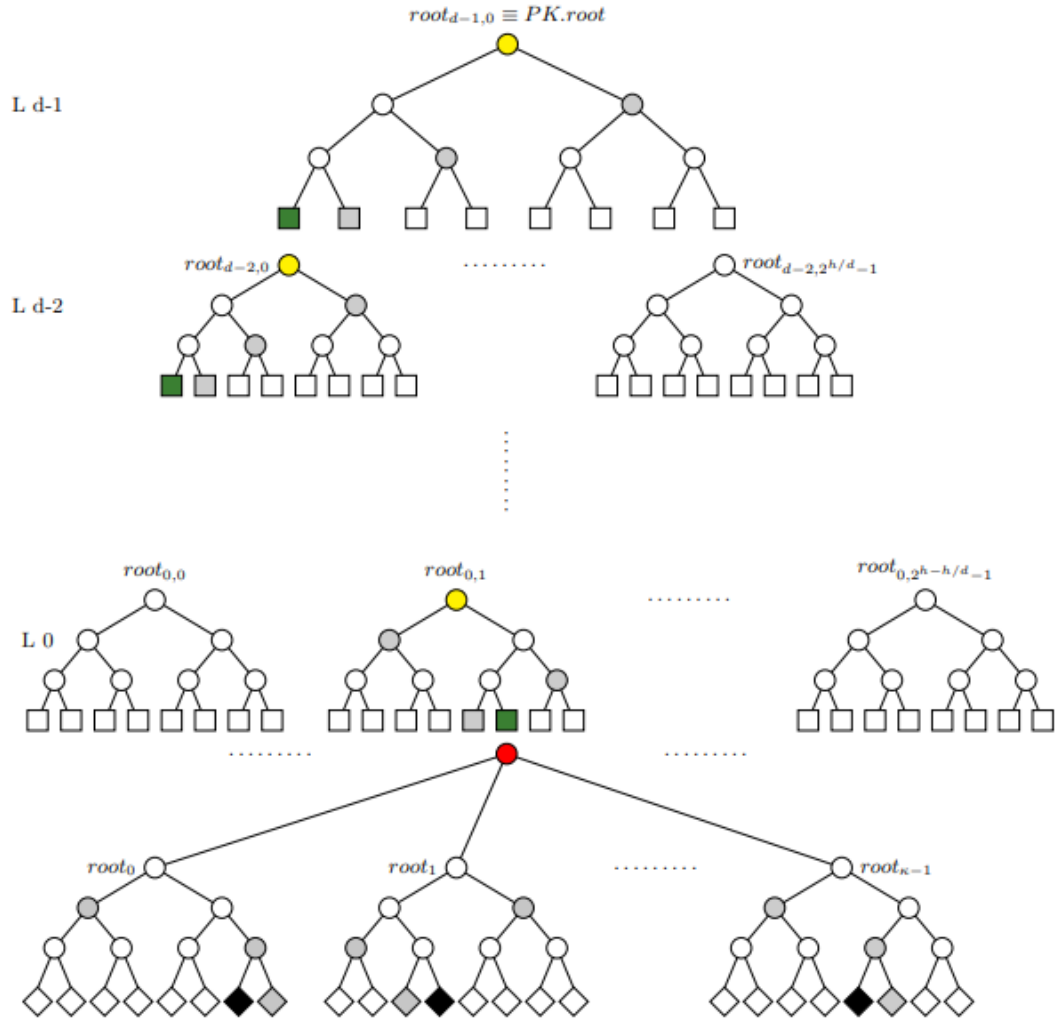 root_{d−1,0} ≡ PK.root
L d-1
root_{d−2,0}
.........
root_{d−2,2^{h/d}−1}
L d-2
root_{0,0}
root_{0,1}
root_{0,2^{h−h/d}−1}
.........
L 0
.........
.........
root_0
root_1
.........
root_{κ−1}